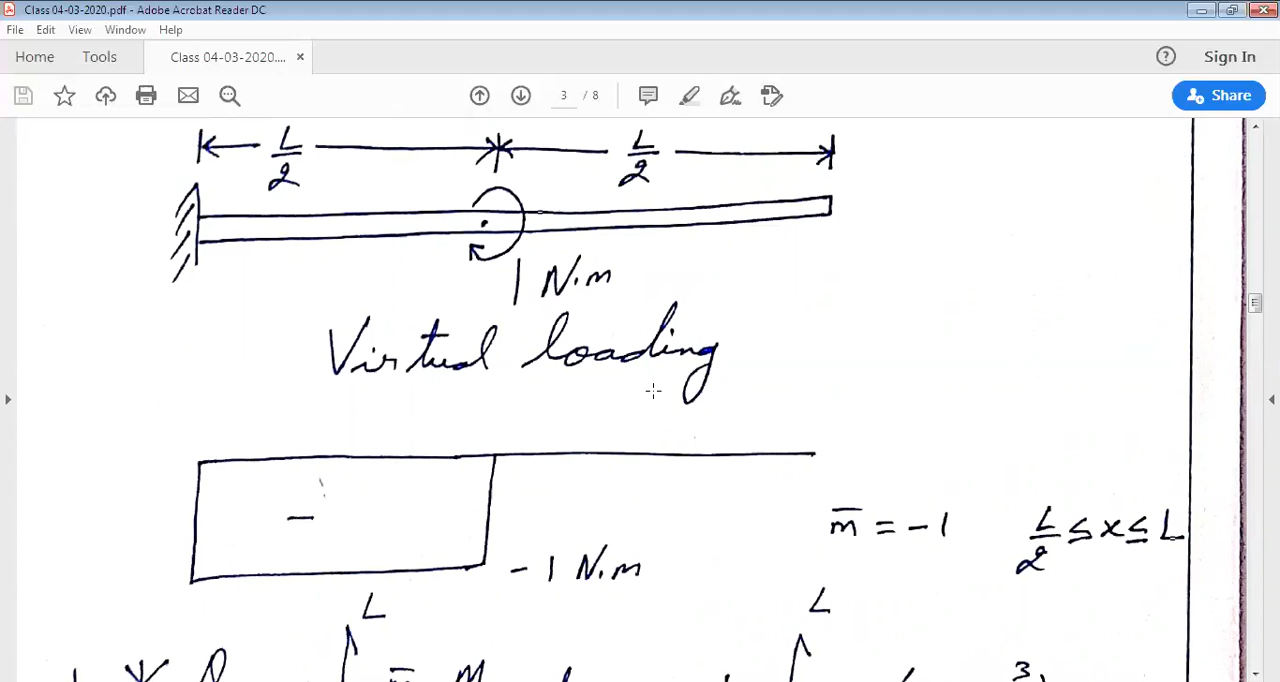 Class 04-03-2020.pdf - Adobe Acrobat Reader DC
File Edit View Window Help
Home Tools Class 04-03-2020.... × ? Sign In
3 / 8 Share
L/2 L/2
1 N.m
Virtual loading
−
m̅ = -1 L/2 ≤ x ≤ L
-1 N.m
L L
m̅ M
3